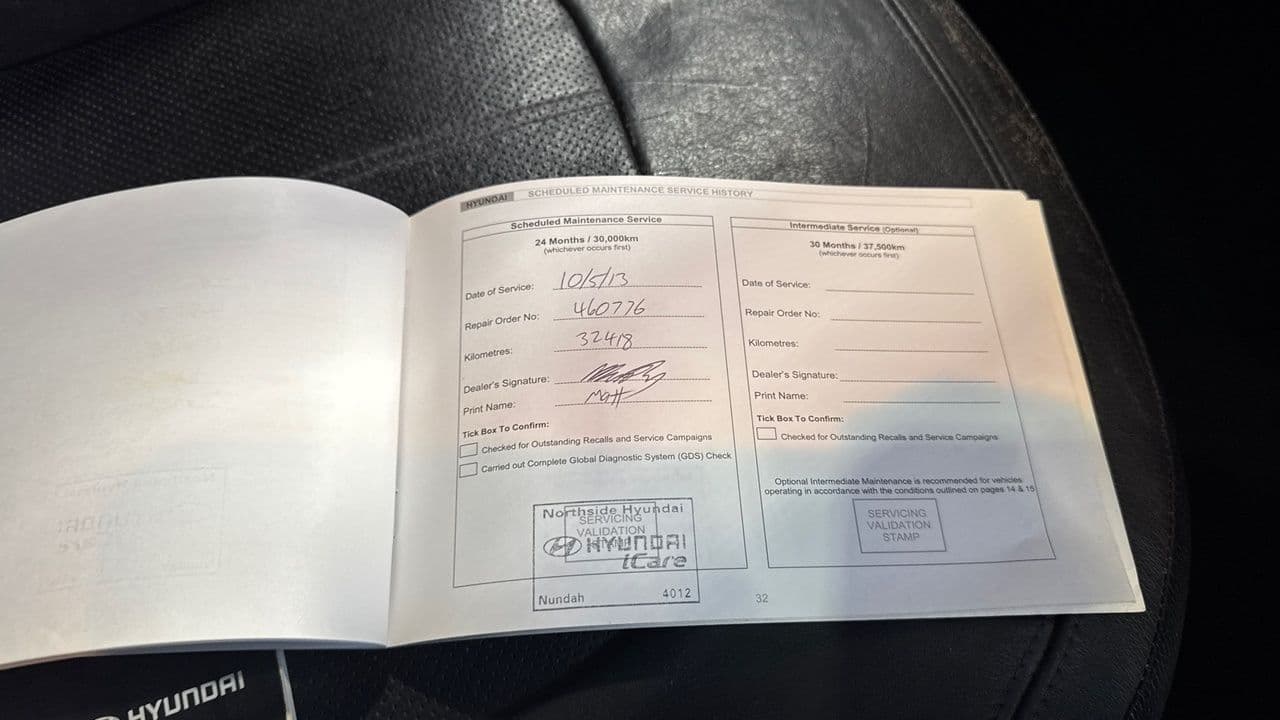 HYUNDAI SCHEDULED MAINTENANCE SERVICE HISTORY
Scheduled Maintenance Service
24 Months / 30,000km
(whichever occurs first)
Date of Service: 10/5/13
Repair Order No: 460776
Kilometres: 32418
Dealer's Signature:
Print Name: Matt
Tick Box To Confirm:
Checked for Outstanding Recalls and Service Campaigns
Carried out Complete Global Diagnostic System (GDS) Check
Northside Hyundai
SERVICING
VALIDATION
HYUNDAI
iCare
Nundah 4012
Intermediate Service (Optional)
30 Months / 37,500km
(whichever occurs first)
Date of Service:
Repair Order No:
Kilometres:
Dealer's Signature:
Print Name:
Tick Box To Confirm:
Checked for Outstanding Recalls and Service Campaigns
Optional Intermediate Maintenance is recommended for vehicles
operating in accordance with the conditions outlined on pages 14 & 15
SERVICING
VALIDATION
STAMP
32
HYUNDAI